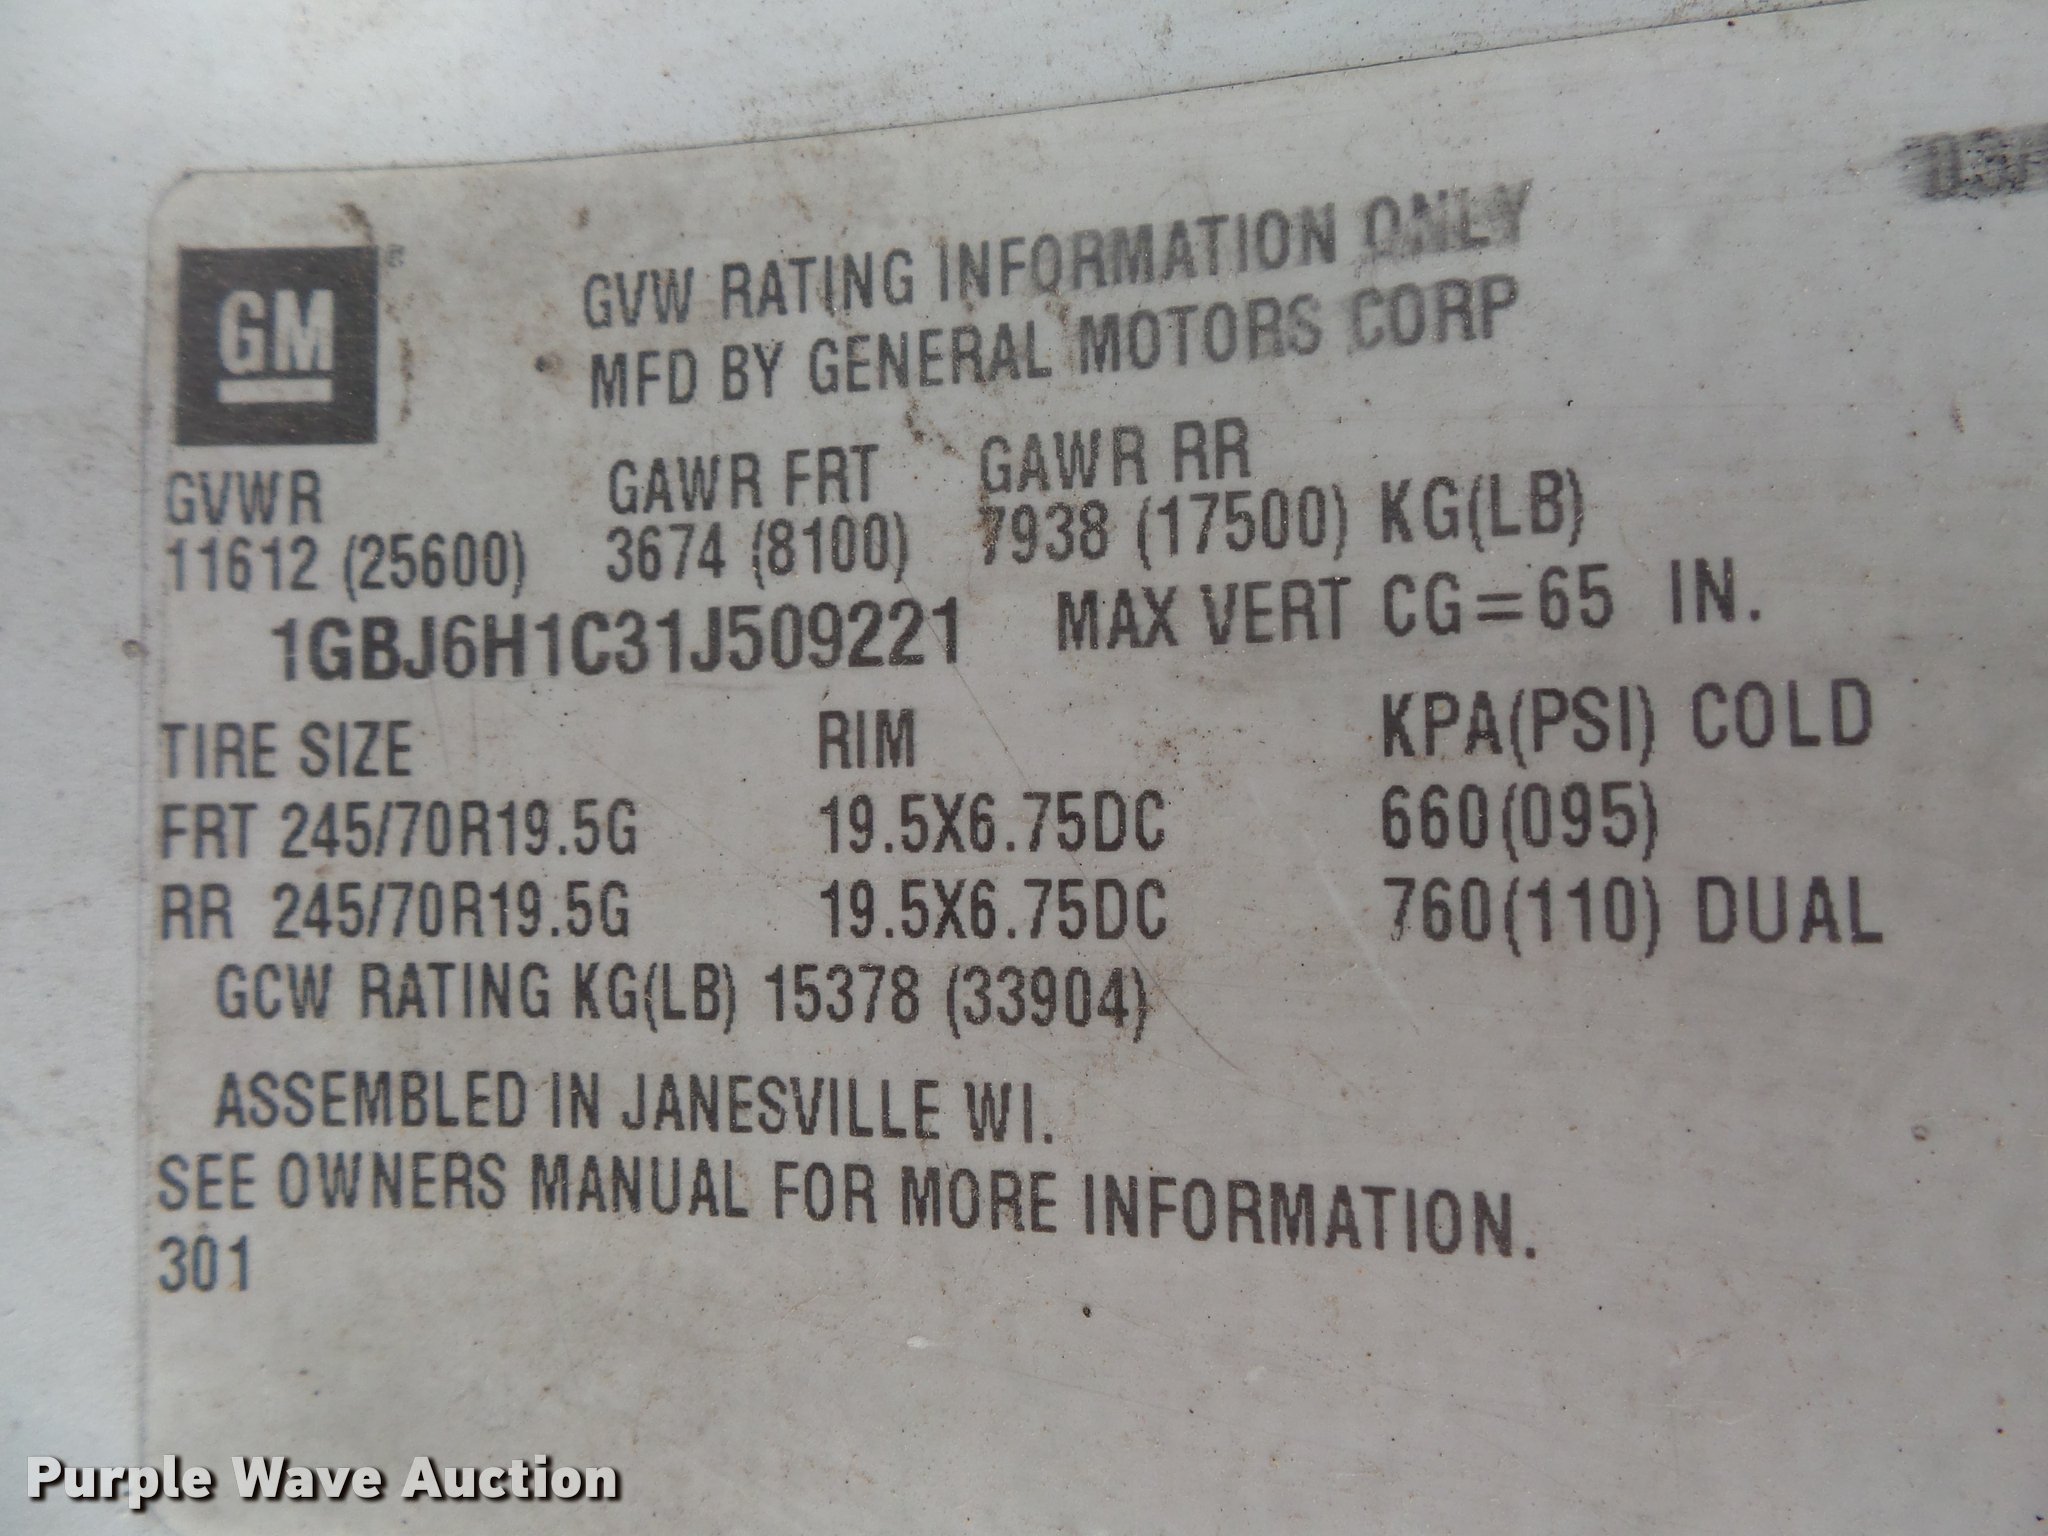 GM
GVW RATING INFORMATION ONLY
MFD BY GENERAL MOTORS CORP
GVWR GAWR FRT GAWR RR
11612 (25600) 3674 (8100) 7938 (17500) KG(LB)
1GBJ6H1C31J509221 MAX VERT CG=65 IN.
TIRE SIZE RIM KPA(PSI) COLD
FRT 245/70R19.5G 19.5X6.75DC 660(095)
RR 245/70R19.5G 19.5X6.75DC 760(110) DUAL
GCW RATING KG(LB) 15378 (33904)
ASSEMBLED IN JANESVILLE WI.
SEE OWNERS MANUAL FOR MORE INFORMATION.
301
Purple Wave Auction